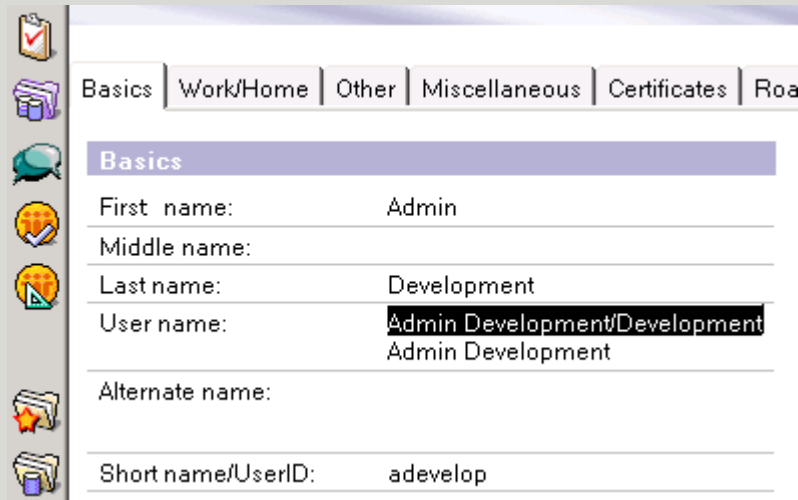 Basics Work/Home Other Miscellaneous Certificates
Basics
First name: Admin
Middle name:
Last name: Development
User name: Admin Development/Development
Admin Development
Alternate name:
Short name/UserID: adevelop